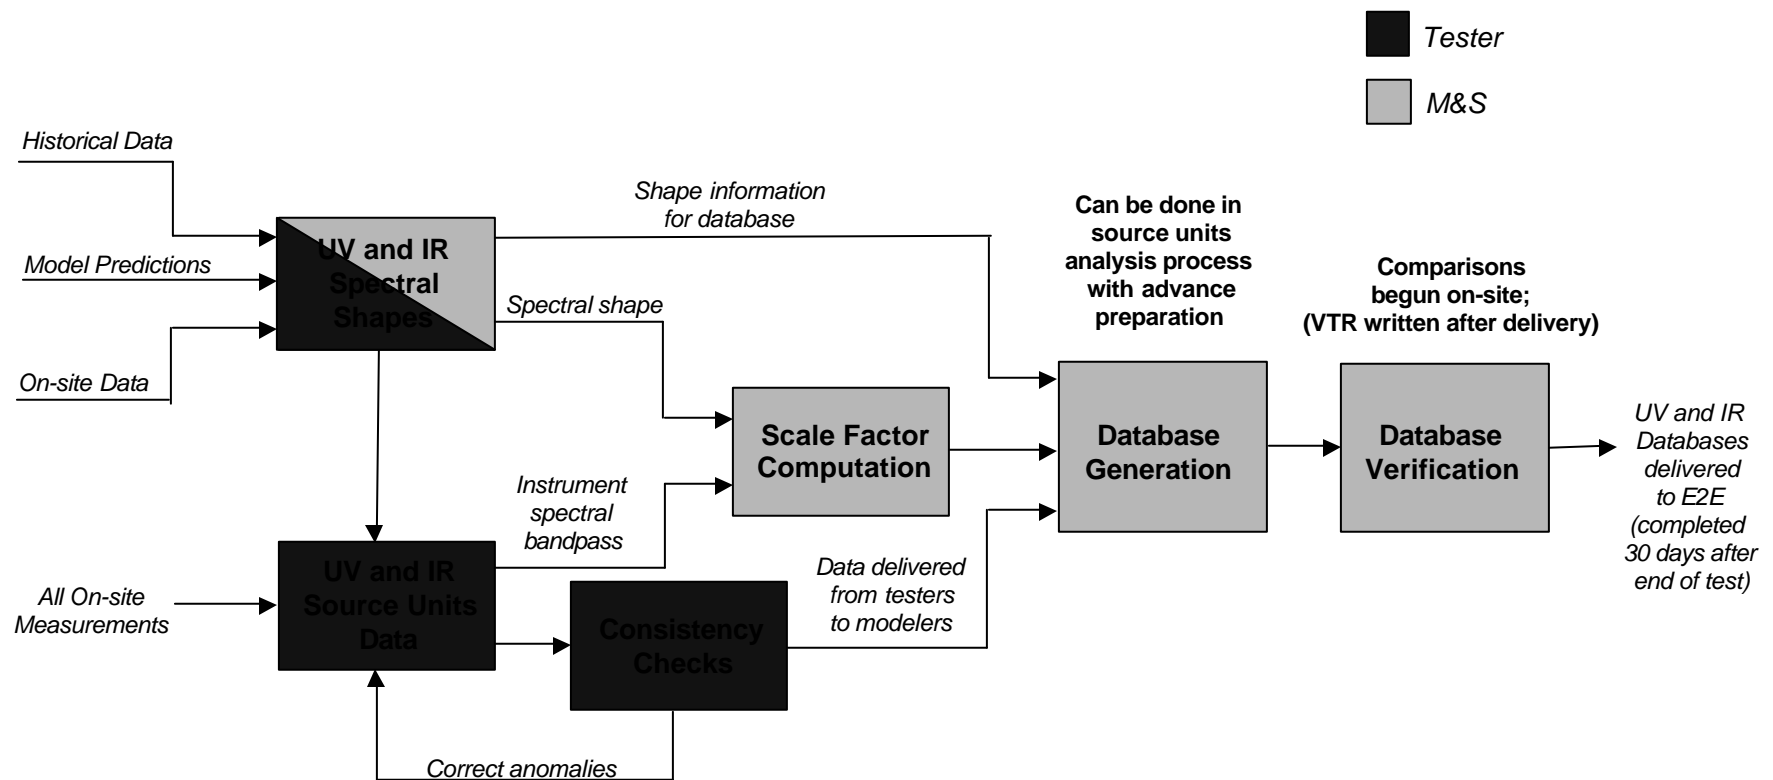 Tester
M&S
Historical Data
Model Predictions
On-site Data
UV and IR
Spectral
Shapes
Shape information
for database
Spectral shape
Can be done in
source units
analysis process
with advance
preparation
Comparisons
begun on-site;
(VTR written after delivery)
Scale Factor
Computation
Database
Generation
Database
Verification
UV and IR
Databases
delivered
to E2E
(completed
30 days after
end of test)
Instrument
spectral
bandpass
All On-site
Measurements
UV and IR
Source Units
Data
Consistency
Checks
Data delivered
from testers
to modelers
Correct anomalies